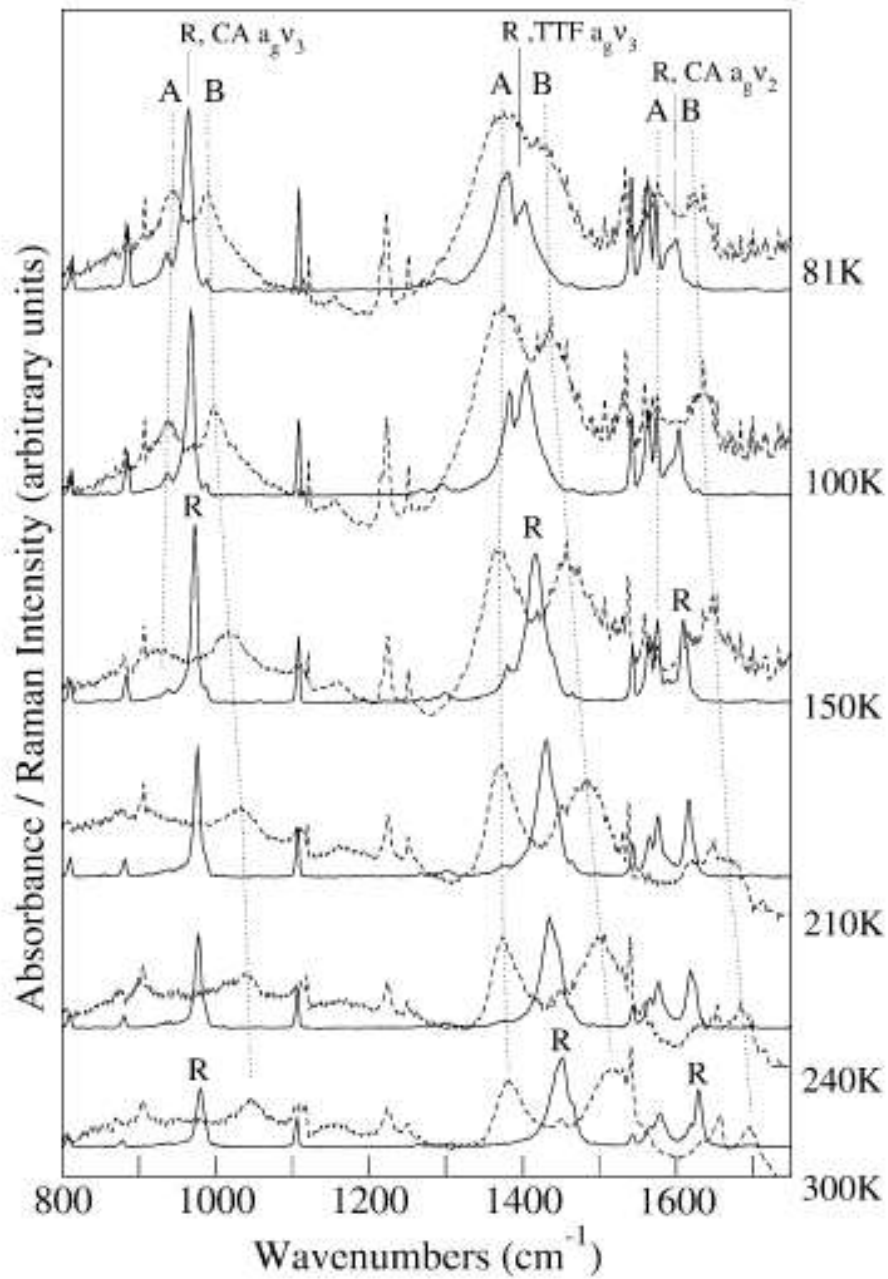 R, CA agν3
R ,TTF agν3
R, CA agν2
A
B
A
B
A
B
81K
100K
R
R
R
150K
210K
240K
R
R
R
300K
800
1000
1200
1400
1600
Wavenumbers (cm-1)
Absorbance / Raman Intensity (arbitrary units)